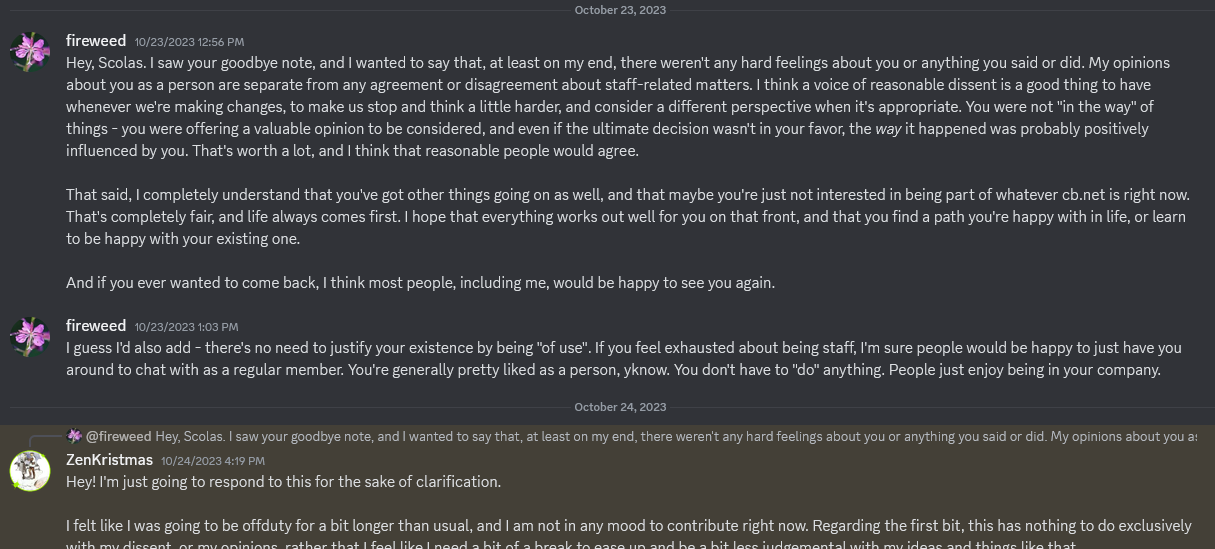 October 23, 2023
fireweed 10/23/2023 12:56 PM
Hey, Scolas. I saw your goodbye note, and I wanted to say that, at least on my end, there weren't any hard feelings about you or anything you said or did. My opinions
about you as a person are separate from any agreement or disagreement about staff-related matters. I think a voice of reasonable dissent is a good thing to have
whenever we're making changes, to make us stop and think a little harder, and consider a different perspective when it's appropriate. You were not "in the way" of
things - you were offering a valuable opinion to be considered, and even if the ultimate decision wasn't in your favor, the way it happened was probably positively
influenced by you. That's worth a lot, and I think that reasonable people would agree.
That said, I completely understand that you've got other things going on as well, and that maybe you're just not interested in being part of whatever cb.net is right now.
That's completely fair, and life always comes first. I hope that everything works out well for you on that front, and that you find a path you're happy with in life, or learn
to be happy with your existing one.
And if you ever wanted to come back, I think most people, including me, would be happy to see you again.
fireweed 10/23/2023 1:03 PM
I guess I'd also add - there's no need to justify your existence by being "of use". If you feel exhausted about being staff, I'm sure people would be happy to just have you
around to chat with as a regular member. You're generally pretty liked as a person, yknow. You don't have to "do" anything. People just enjoy being in your company.
October 24, 2023
@fireweed Hey, Scolas. I saw your goodbye note, and I wanted to say that, at least on my end, there weren't any hard feelings about you or anything you said or did. My opinions about you as
ZenKristmas 10/24/2023 4:19 PM
Hey! I'm just going to respond to this for the sake of clarification.
I felt like I was going to be offduty for a bit longer than usual, and I am not in any mood to contribute right now. Regarding the first bit, this has nothing to do exclusively
with my dissent, or my opinions, rather that I feel like I need a bit of a break to ease up and be a bit less judgemental with my ideas and things like that.